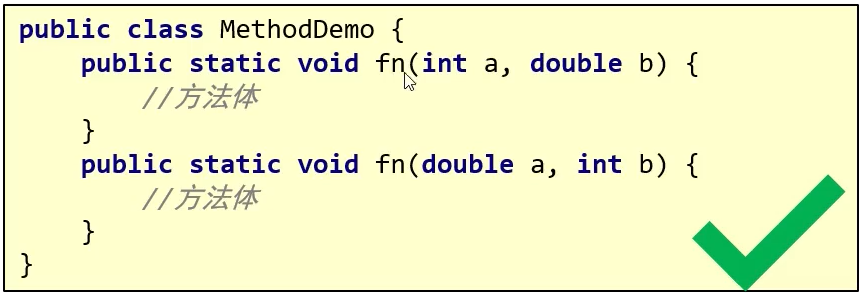 public class MethodDemo {
    public static void fn(int a, double b) {
        //方法体
    }
    public static void fn(double a, int b) {
        //方法体
    }
}